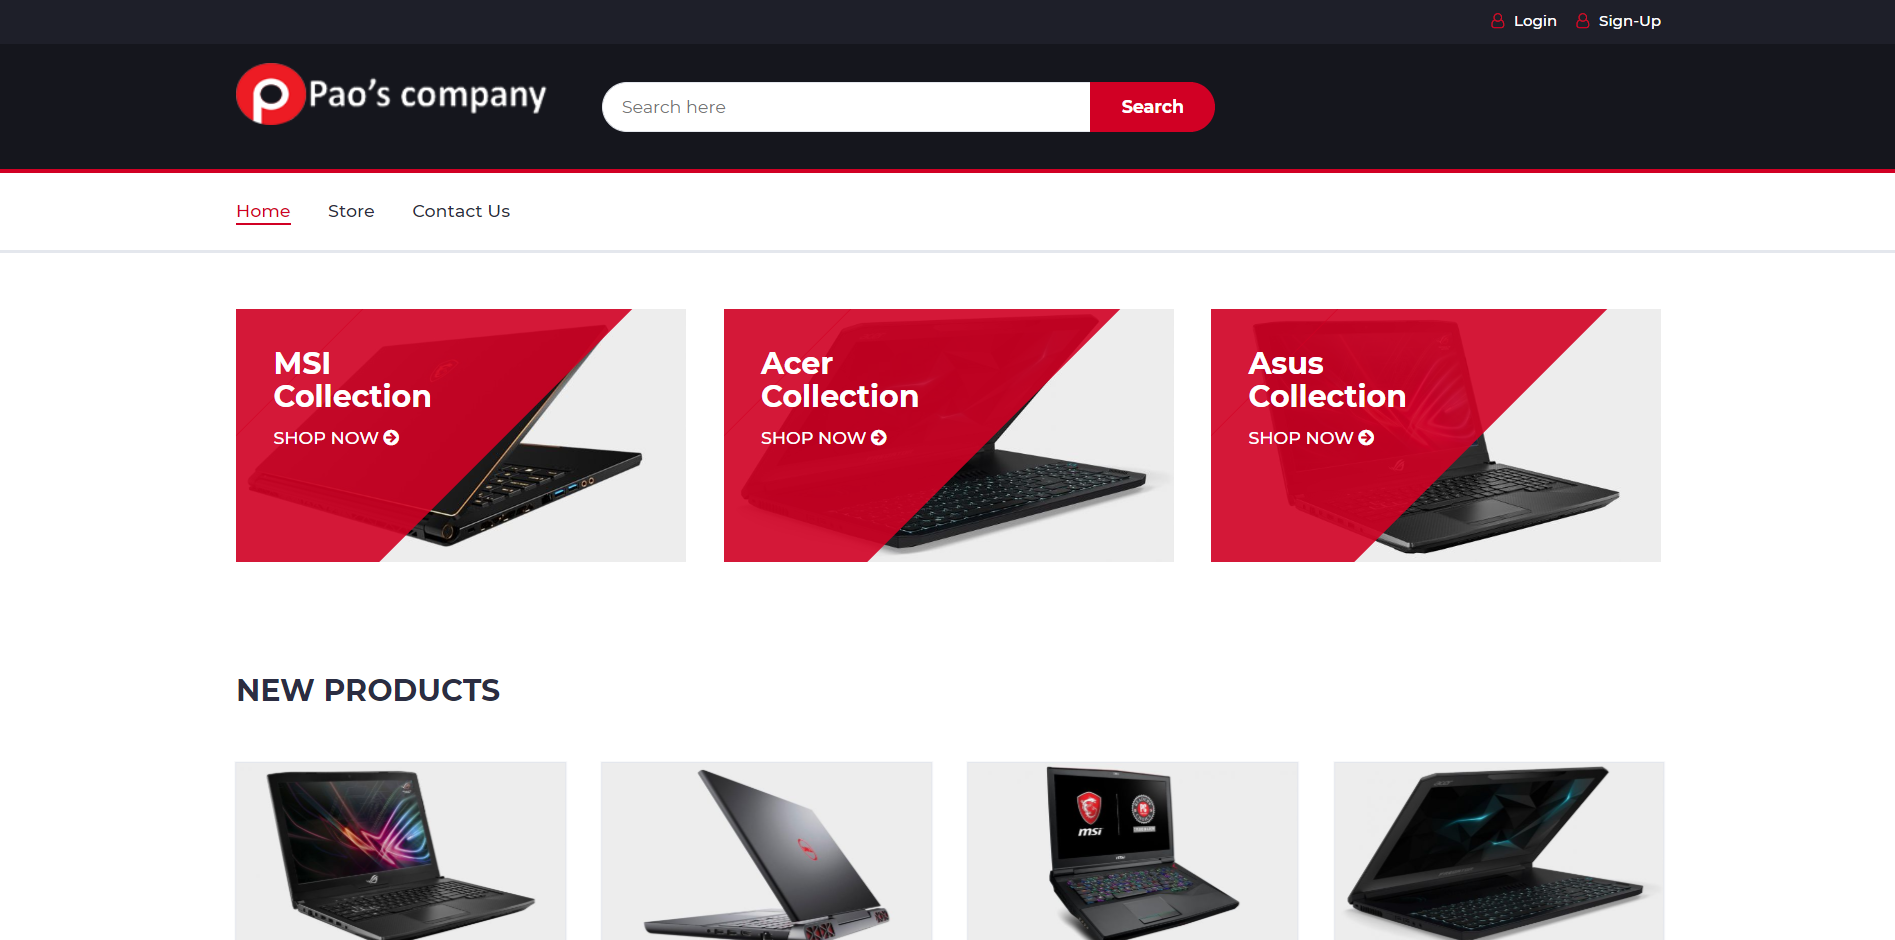 Login Sign-Up
Pao's company
Search here
Search
Home Store Contact Us
MSI
Collection
SHOP NOW
Acer
Collection
SHOP NOW
Asus
Collection
SHOP NOW
NEW PRODUCTS
msi